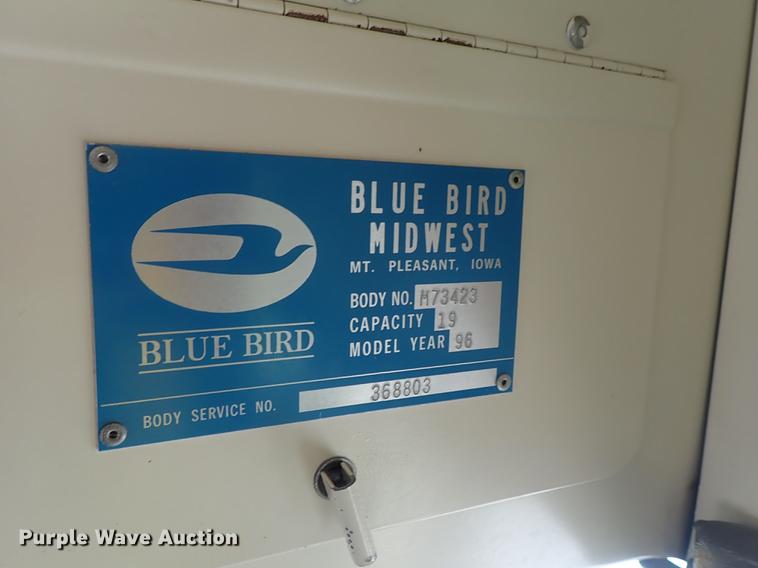 BLUE BIRD
BLUE BIRD
MIDWEST
MT. PLEASANT, IOWA
BODY NO. M73423
CAPACITY 19
MODEL YEAR 96
BODY SERVICE NO. 368803
Purple Wave Auction